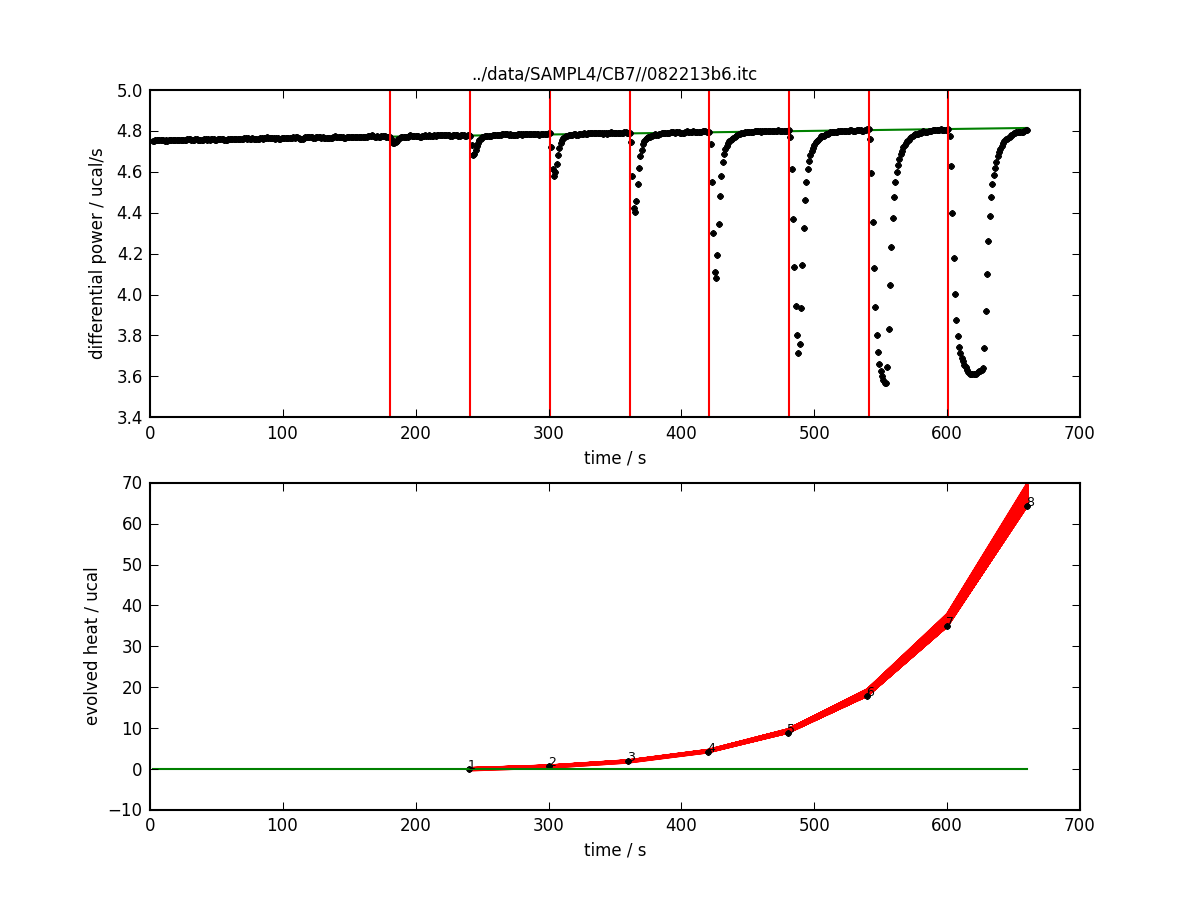 ../data/SAMPL4/CB7//082213b6.itc
differential power / ucal/s
5.0
4.8
4.6
4.4
4.2
4.0
3.8
3.6
3.4
0 100 200 300 400 500 600 700
time / s
evolved heat / ucal
70
60
50
40
30
20
10
0
−10
1 2 3 4 5 6 7 8
0 100 200 300 400 500 600 700
time / s